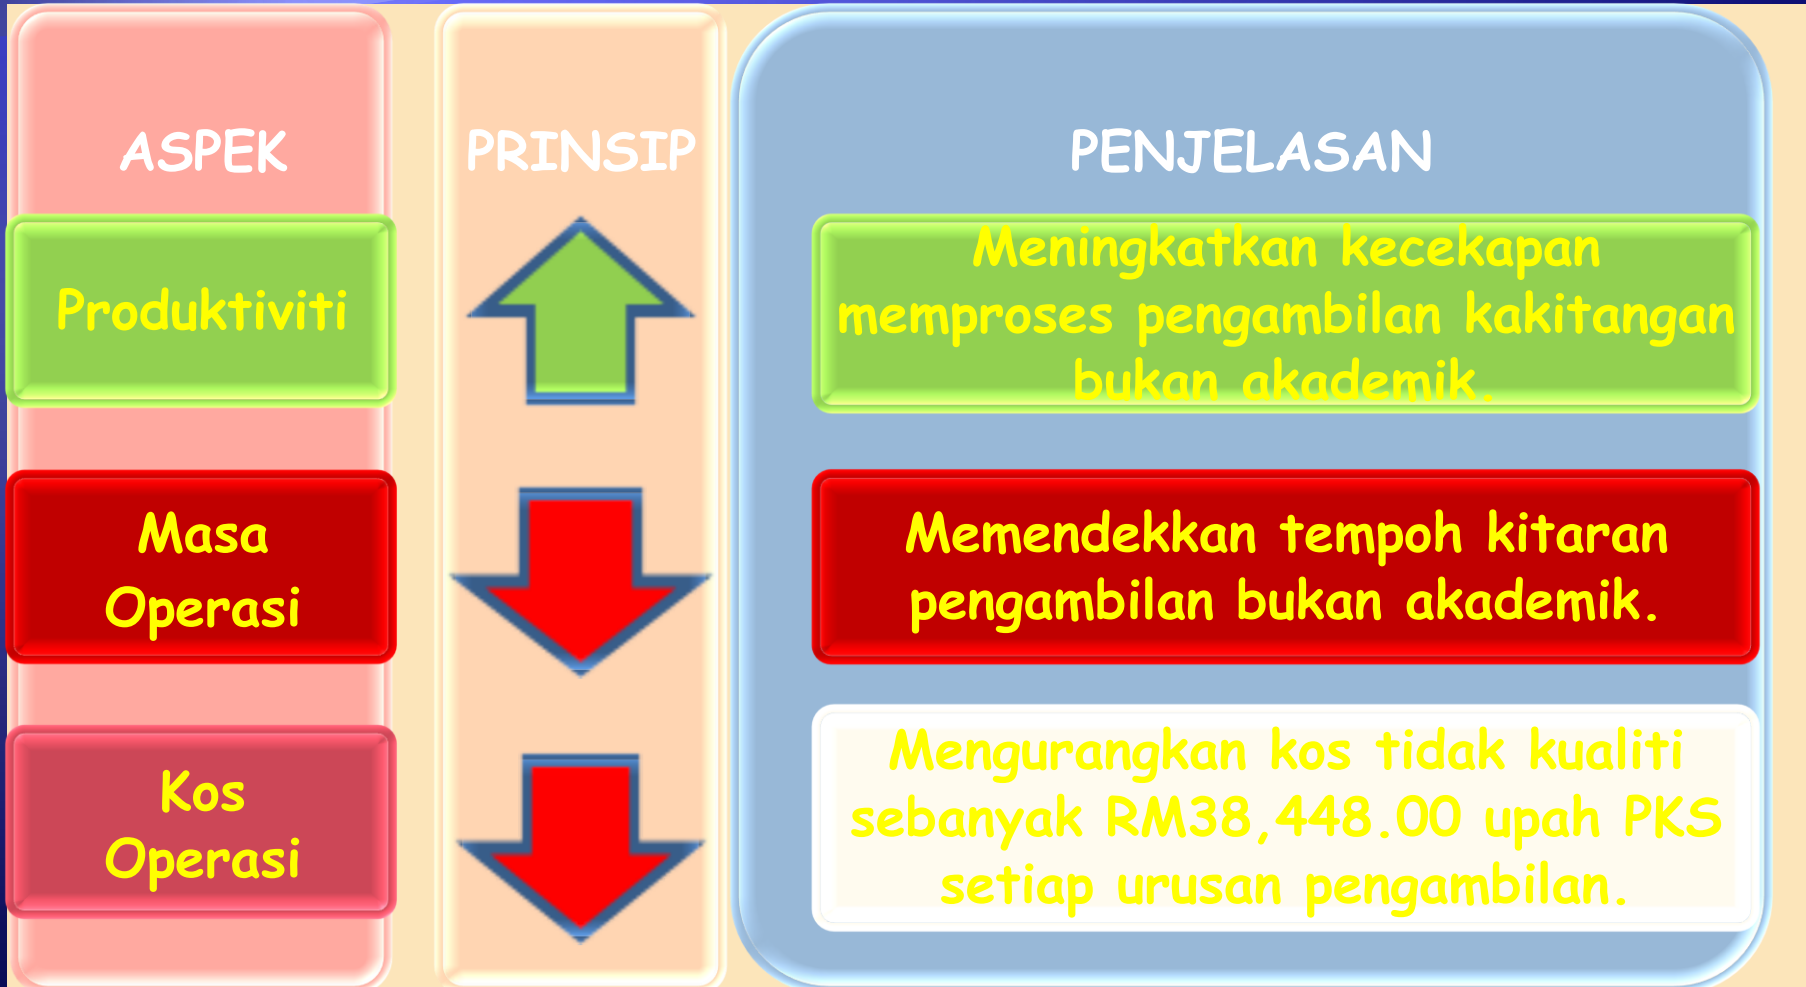 ASPEK
PRINSIP
PENJELASAN
Produktiviti
Meningkatkan kecekapan
memproses pengambilan kakitangan
bukan akademik.
Masa
Operasi
Memendekkan tempoh kitaran
pengambilan bukan akademik.
Kos
Operasi
Mengurangkan kos tidak kualiti
sebanyak RM38,448.00 upah PKS
setiap urusan pengambilan.